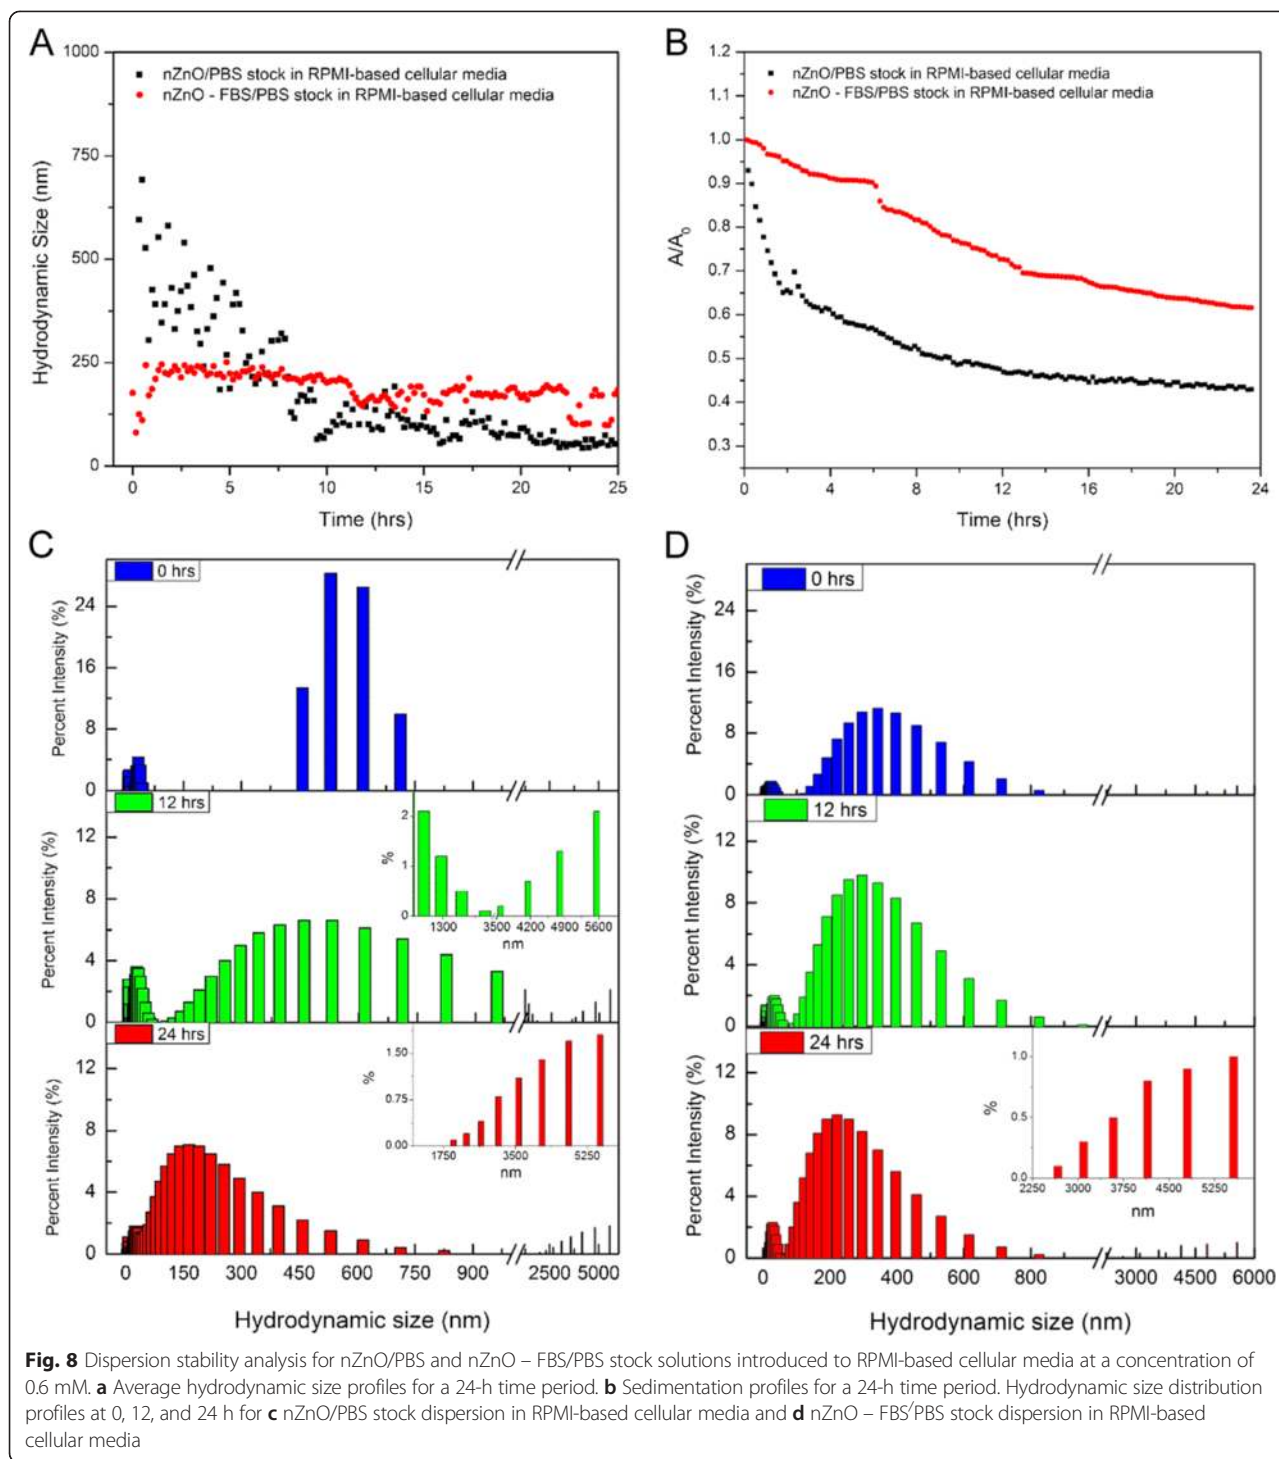 A
1000
750
500
250
0
Hydrodynamic Size (nm)
nZnO/PBS stock in RPMI-based cellular media
nZnO - FBS/PBS stock in RPMI-based cellular media
0 5 10 15 20 25
Time (hrs)
B
1.2
1.1
1.0
0.9
0.8
0.7
0.6
0.5
0.4
0.3
A/A0
nZnO/PBS stock in RPMI-based cellular media
nZnO - FBS/PBS stock in RPMI-based cellular media
0 4 8 12 16 20 24
Time (hrs)
C
0 hrs
24
16
8
0
Percent Intensity (%)
12 hrs
12
8
4
0
Percent Intensity (%)
2
1
0
%
1300 3500 4200 4900 5600
nm
24 hrs
12
8
4
0
Percent Intensity (%)
1.50
0.75
0.00
%
1750 3500 5250
nm
0 150 300 450 600 750 900 2500 5000
Hydrodynamic size (nm)
D
0 hrs
24
16
8
0
Percent Intensity (%)
12 hrs
12
8
4
0
Percent Intensity (%)
24 hrs
12
8
4
0
Percent Intensity (%)
1.0
0.5
0.0
%
2250 3000 3750 4500 5250
nm
0 200 400 600 800 3000 4500 6000
Hydrodynamic size (nm)
Fig. 8 Dispersion stability analysis for nZnO/PBS and nZnO – FBS/PBS stock solutions introduced to RPMI-based cellular media at a concentration of
0.6 mM. a Average hydrodynamic size profiles for a 24-h time period. b Sedimentation profiles for a 24-h time period. Hydrodynamic size distribution
profiles at 0, 12, and 24 h for c nZnO/PBS stock dispersion in RPMI-based cellular media and d nZnO – FBS/PBS stock dispersion in RPMI-based
cellular media